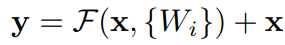 y = F(x, {W_i}) + x